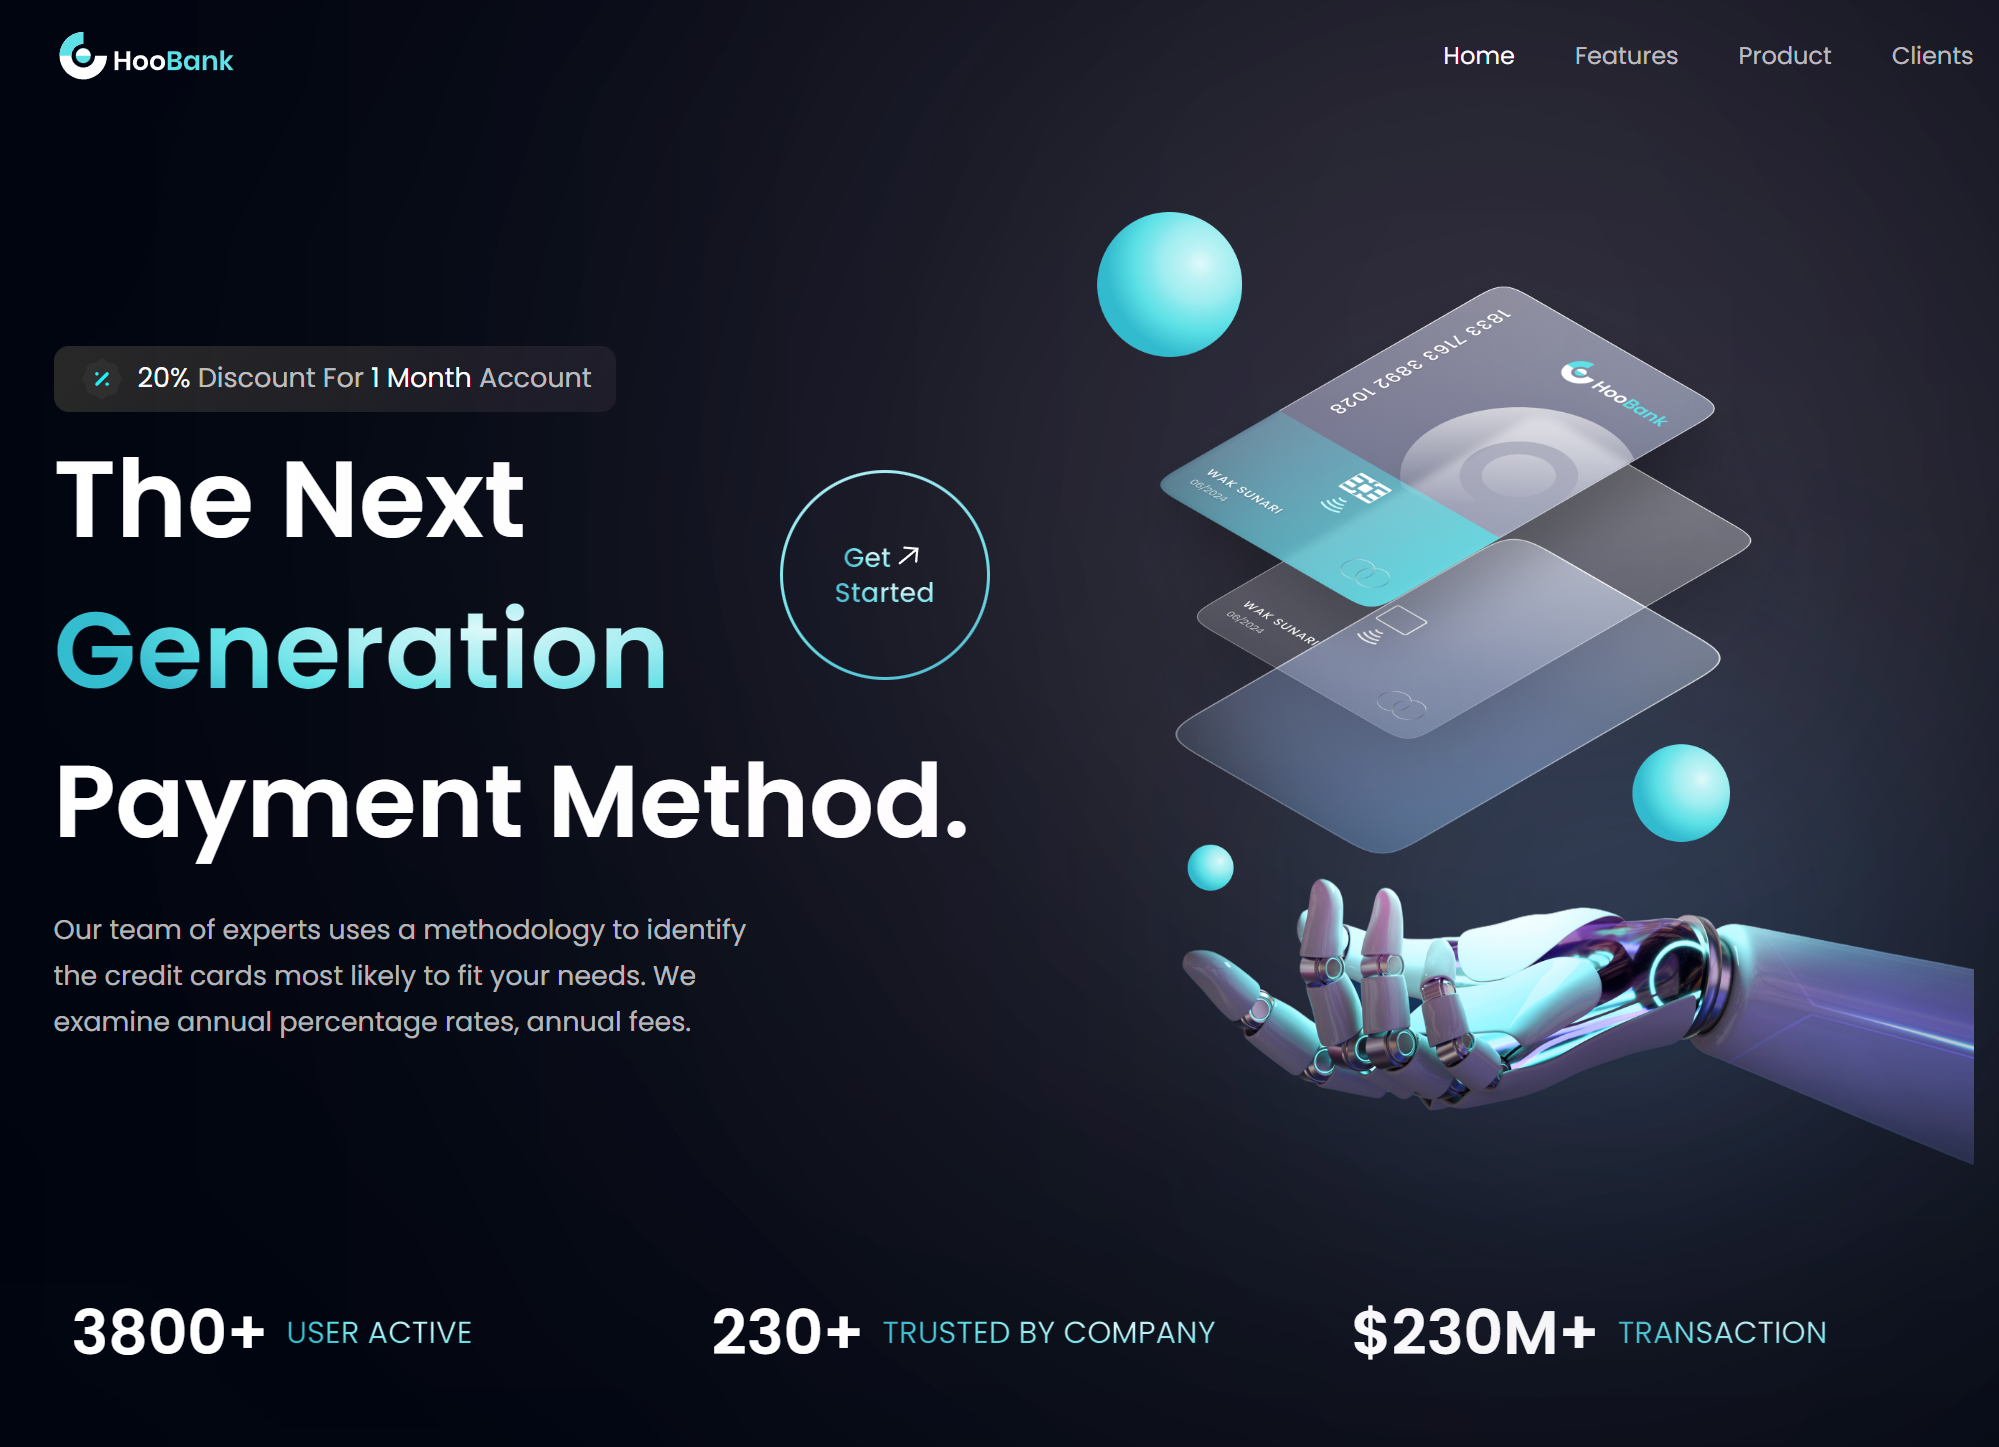 HooBank
Home Features Product Clients
20% Discount For 1 Month Account
The Next
Generation
Payment Method.
Get
Started
Our team of experts uses a methodology to identify
the credit cards most likely to fit your needs. We
examine annual percentage rates, annual fees.
1833 7163 3892 1028
HooBank
WAK SUNARI
06/2024
WAK SUNARI
06/2024
3800+ USER ACTIVE
230+ TRUSTED BY COMPANY
$230M+ TRANSACTION